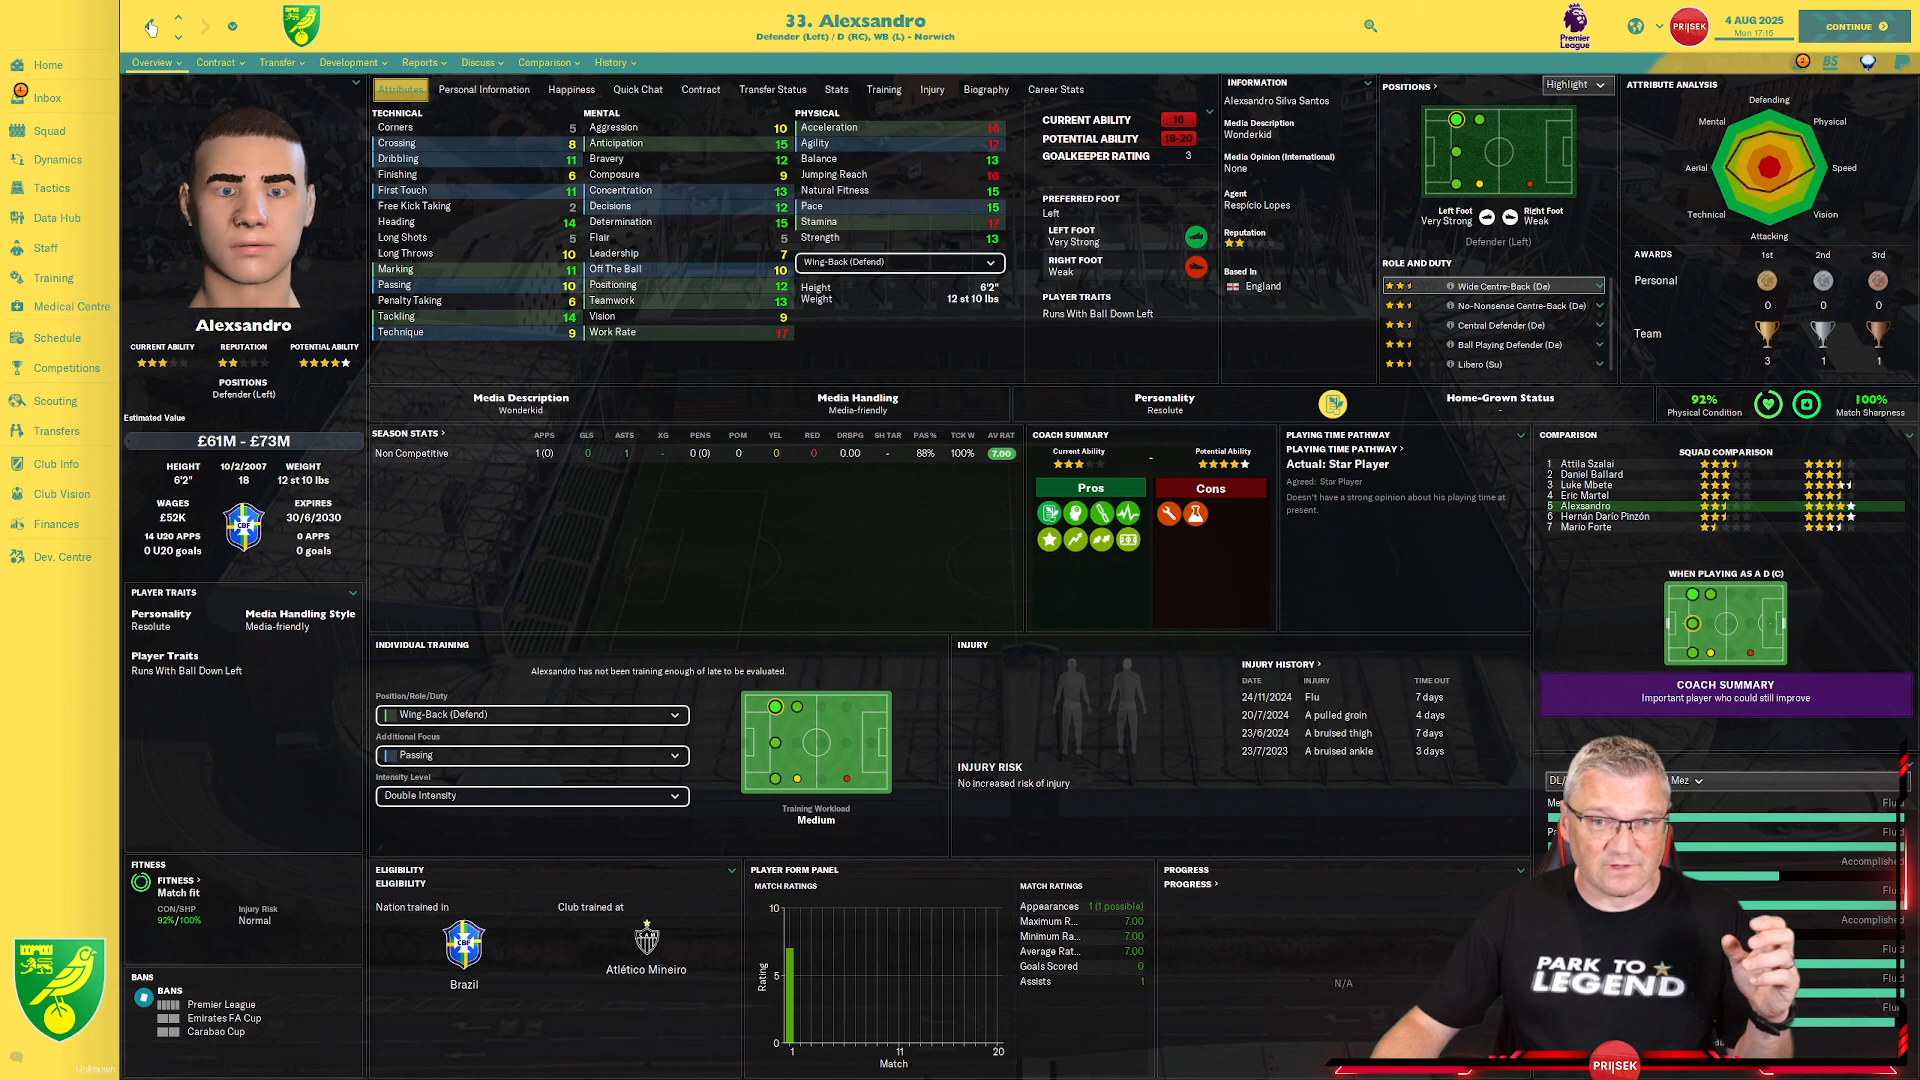 33. Alexsandro
Defender (Left) / D (RC), WB (L) - Norwich
Premier League
PRIISEK
4 AUG 2025
Mon 17:15
CONTINUE
Overview
Contract
Transfer
Development
Reports
Discuss
Comparison
History
2
BS
Home
4
Inbox
Squad
Dynamics
Tactics
Data Hub
Staff
Training
Medical Centre
Schedule
Competitions
Scouting
Transfers
Club Info
Club Vision
Finances
Dev. Centre
Unknown
Alexsandro
CURRENT ABILITY
REPUTATION
POTENTIAL ABILITY
POSITIONS
Defender (Left)
Estimated Value
£61M - £73M
HEIGHT
6'2"
10/2/2007
18
WEIGHT
12 st 10 lbs
WAGES
£52K
CBF
EXPIRES
30/6/2030
14 U20 APPS
0 U20 goals
0 APPS
0 goals
PLAYER TRAITS
Personality
Resolute
Media Handling Style
Media-friendly
Player Traits
Runs With Ball Down Left
FITNESS
FITNESS >
Match fit
CON/SHP
92%/100%
Injury Risk
Normal
BANS
BANS
Premier League
Emirates FA Cup
Carabao Cup
Attributes
Personal Information
Happiness
Quick Chat
Contract
Transfer Status
Stats
Training
Injury
Biography
Career Stats
TECHNICAL
Corners 5
Crossing 8
Dribbling 11
Finishing 6
First Touch 11
Free Kick Taking 2
Heading 14
Long Shots 5
Long Throws 10
Marking 11
Passing 10
Penalty Taking 6
Tackling 14
Technique 9
MENTAL
Aggression 10
Anticipation 15
Bravery 12
Composure 9
Concentration 13
Decisions 12
Determination 15
Flair 5
Leadership 7
Off The Ball 10
Positioning 12
Teamwork 13
Vision 9
Work Rate 17
PHYSICAL
Acceleration 16
Agility 17
Balance 13
Jumping Reach 16
Natural Fitness 15
Pace 15
Stamina 17
Strength 13
Wing-Back (Defend)
Height 6'2"
Weight 12 st 10 lbs
CURRENT ABILITY 16
POTENTIAL ABILITY 18-20
GOALKEEPER RATING 3
PREFERRED FOOT
Left
LEFT FOOT
Very Strong
RIGHT FOOT
Weak
PLAYER TRAITS
Runs With Ball Down Left
INFORMATION
Alexsandro Silva Santos
Media Description
Wonderkid
Media Opinion (International)
None
Agent
Respício Lopes
Reputation
Based In
England
POSITIONS >
Highlight
Left Foot
Very Strong
Right Foot
Weak
Defender (Left)
ROLE AND DUTY
Wide Centre-Back (De)
No-Nonsense Centre-Back (De)
Central Defender (De)
Ball Playing Defender (De)
Libero (Su)
ATTRIBUTE ANALYSIS
Defending
Mental
Physical
Aerial
Speed
Technical
Vision
Attacking
AWARDS 1st 2nd 3rd
Personal
0 0 0
Team
3 1 1
Media Description
Wonderkid
Media Handling
Media-friendly
Personality
Resolute
Home-Grown Status
-
92%
Physical Condition
100%
Match Sharpness
SEASON STATS > APPS GLS ASTS XG PENS POM YEL RED DRBPG SH TAR PAS % TCK W AV RAT
Non Competitive 1 (0) 0 1 - 0 (0) 0 0 0 0.00 - 88% 100% 7.00
COACH SUMMARY
Current Ability
-
Potential Ability
Pros
Cons
PLAYING TIME PATHWAY
PLAYING TIME PATHWAY >
Actual: Star Player
Agreed: Star Player
Doesn't have a strong opinion about his playing time at
present.
COMPARISON
SQUAD COMPARISON
1 Attila Szalai
2 Daniel Ballard
3 Luke Mbete
4 Eric Martel
5 Alexsandro
6 Hernán Darío Pinzón
7 Mario Forte
WHEN PLAYING AS A D (C)
COACH SUMMARY
Important player who could still improve
INDIVIDUAL TRAINING
Alexsandro has not been training enough of late to be evaluated.
Position/Role/Duty
Wing-Back (Defend)
Additional Focus
Passing
Intensity Level
Double Intensity
Training Workload
Medium
INJURY
INJURY RISK
No increased risk of injury
INJURY HISTORY >
DATE INJURY TIME OUT
24/11/2024 Flu 7 days
20/7/2024 A pulled groin 4 days
23/6/2024 A bruised thigh 7 days
23/7/2023 A bruised ankle 3 days
ELIGIBILITY
ELIGIBILITY
Nation trained in
CBF
Brazil
Club trained at
CAM
Atlético Mineiro
PLAYER FORM PANEL
MATCH RATINGS
10
5
0
Rating
1 11 20
Match
MATCH RATINGS
Appearances 1 (1 possible)
Maximum R... 7.00
Minimum Ra... 7.00
Average Rat... 7.00
Goals Scored 0
Assists 1
PROGRESS
PROGRESS >
N/A
DL/
Mez
Accomplished
Accomplished
PARK TO
LEGEND
PRIISEK